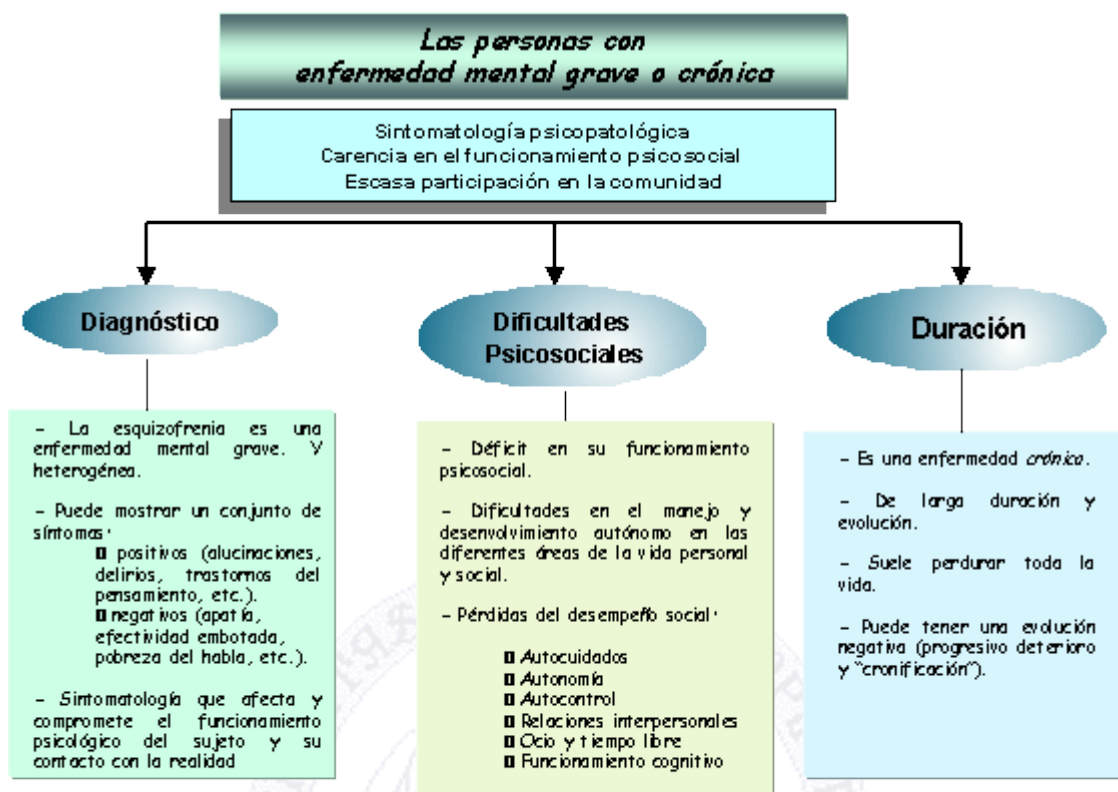 Las personas con
enfermedad mental grave o crónica
Sintomatología psicopatológica
Carencia en el funcionamiento psicosocial
Escasa participación en la comunidad
Diagnóstico
- La esquizofrenia es una
enfermedad mental grave. Y
heterogénea.
- Puede mostrar un conjunto de
síntomas:
positivos (alucinaciones,
delirios, trastornos del
pensamiento, etc.).
negativos (apatía,
efectividad embotada,
pobreza del habla, etc.).
- Sintomatología que afecta y
compromete el funcionamiento
psicológico del sujeto y su
contacto con la realidad
Dificultades
Psicosociales
- Déficit en su funcionamiento
psicosocial.
- Dificultades en el manejo y
desenvolvimiento autónomo en las
diferentes áreas de la vida personal
y social.
- Pérdidas del desempeño social:
Autocuidados
Autonomía
Autocontrol
Relaciones interpersonales
Ocio y tiempo libre
Funcionamiento cognitivo
Duración
- Es una enfermedad crónica.
- De larga duración y
evolución.
- Suele perdurar toda la
vida.
- Puede tener una evolución
negativa (progresivo deterioro
y "cronificación").